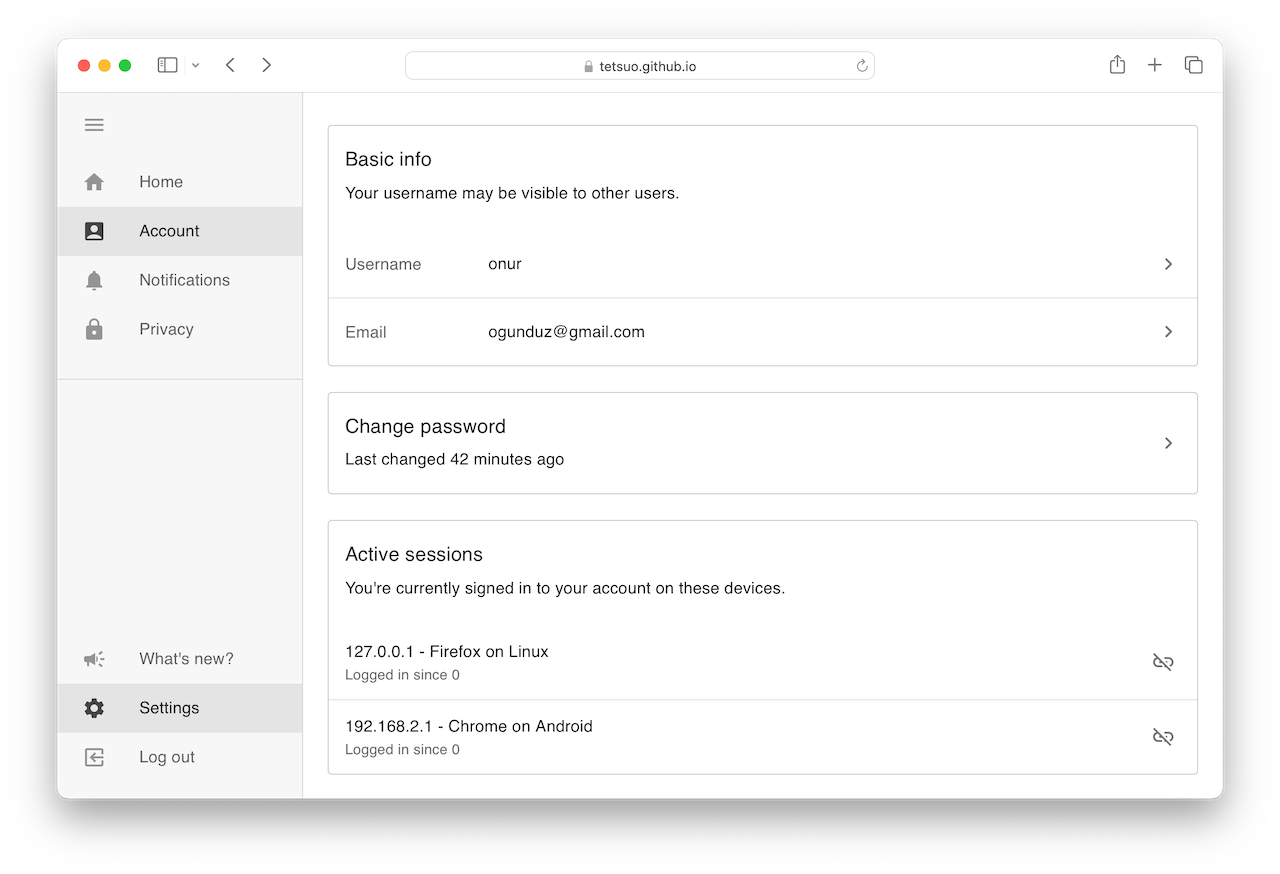 tetsuo.github.io
Home
Account
Notifications
Privacy
What's new?
Settings
Log out
Basic info
Your username may be visible to other users.
Username onur
Email ogunduz@gmail.com
Change password
Last changed 42 minutes ago
Active sessions
You're currently signed in to your account on these devices.
127.0.0.1 - Firefox on Linux
Logged in since 0
192.168.2.1 - Chrome on Android
Logged in since 0